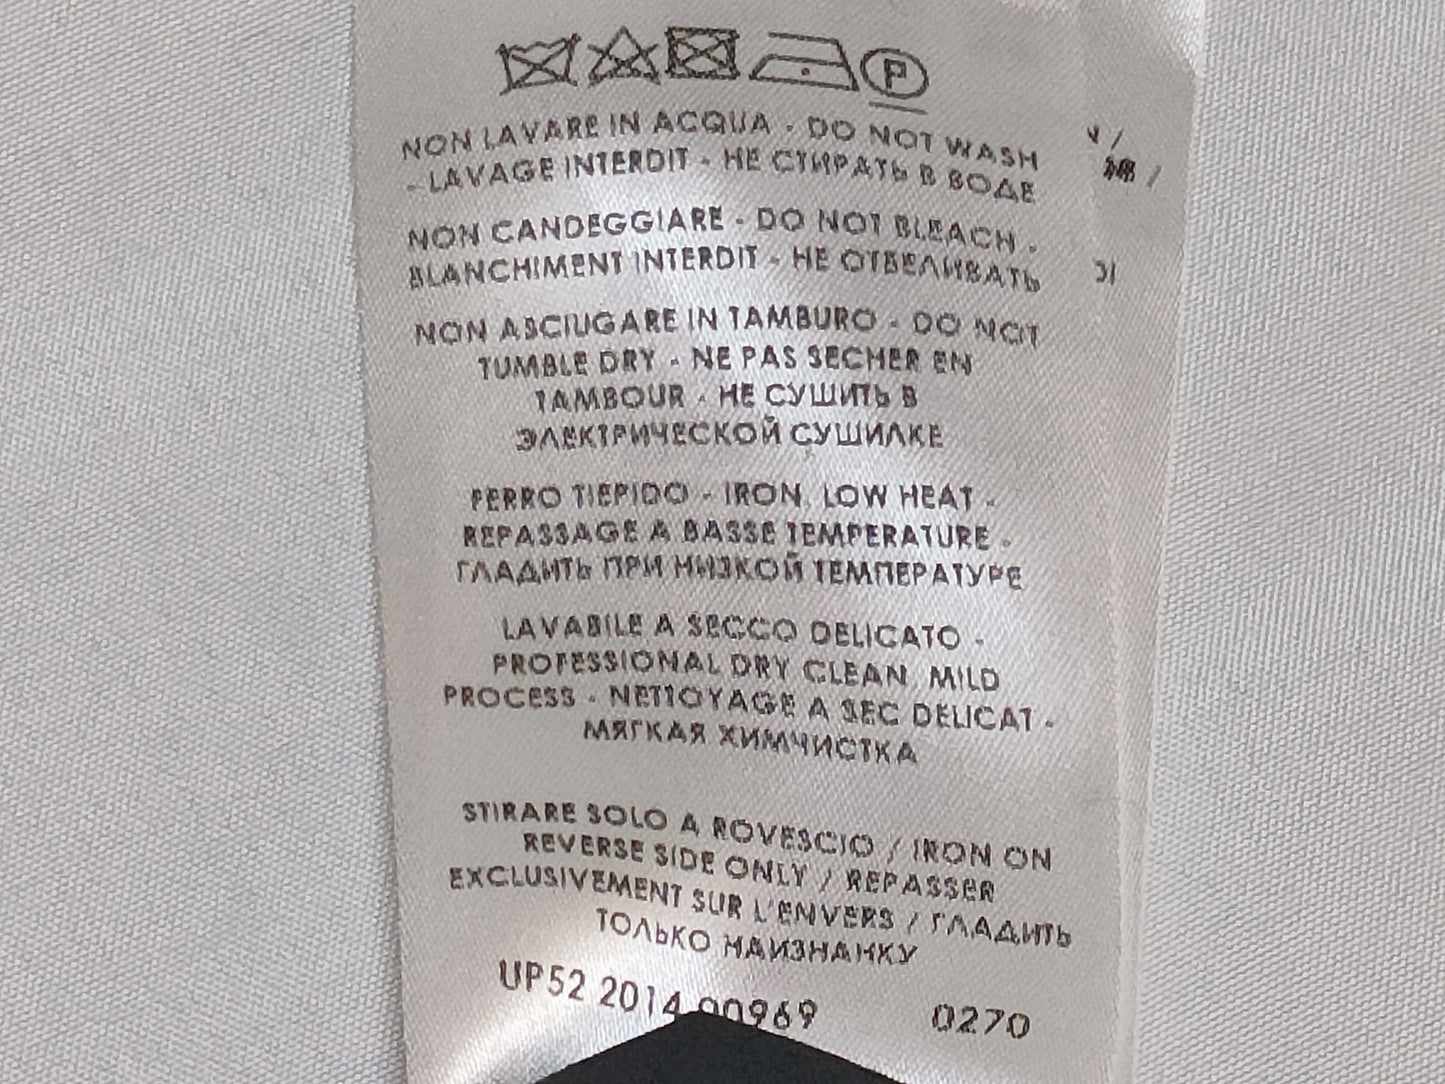 P
NON LAVARE IN ACQUA - DO NOT WASH
- LAVAGE INTERDIT - НЕ СТИРАТЬ В ВОДЕ
NON CANDEGGIARE - DO NOT BLEACH -
BLANCHIMENT INTERDIT - НЕ ОТБЕЛИВАТЬ
NON ASCIUGARE IN TAMBURO - DO NOT
TUMBLE DRY - NE PAS SECHER EN
TAMBOUR - НЕ СУШИТЬ В
ЭЛЕКТРИЧЕСКОЙ СУШИЛКЕ
FERRO TIEPIDO - IRON, LOW HEAT -
REPASSAGE A BASSE TEMPERATURE -
ГЛАДИТЬ ПРИ НИЗКОЙ ТЕМПЕРАТУРЕ
LAVABILE A SECCO DELICATO -
PROFESSIONAL DRY CLEAN, MILD
PROCESS - NETTOYAGE A SEC DELICAT -
МЯГКАЯ ХИМЧИСТКА
STIRARE SOLO A ROVESCIO / IRON ON
REVERSE SIDE ONLY / REPASSER
EXCLUSIVEMENT SUR L'ENVERS / ГЛАДИТЬ
ТОЛЬКО НАИЗНАНКУ
UP52 2014 00969 0270